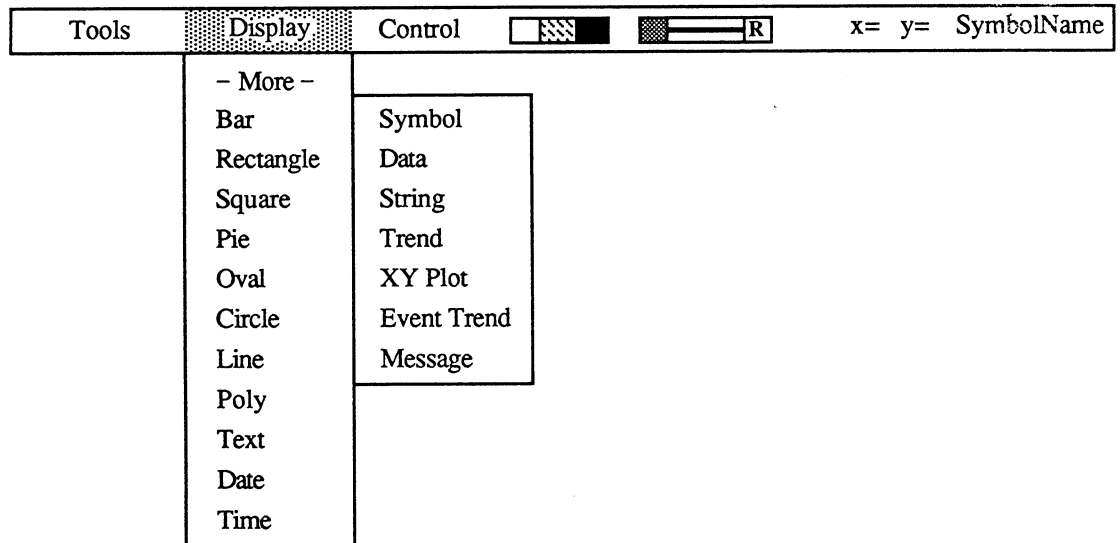 Tools Display Control R x= y= SymbolName
– More –
Bar
Rectangle
Square
Pie
Oval
Circle
Line
Poly
Text
Date
Time
Symbol
Data
String
Trend
XY Plot
Event Trend
Message